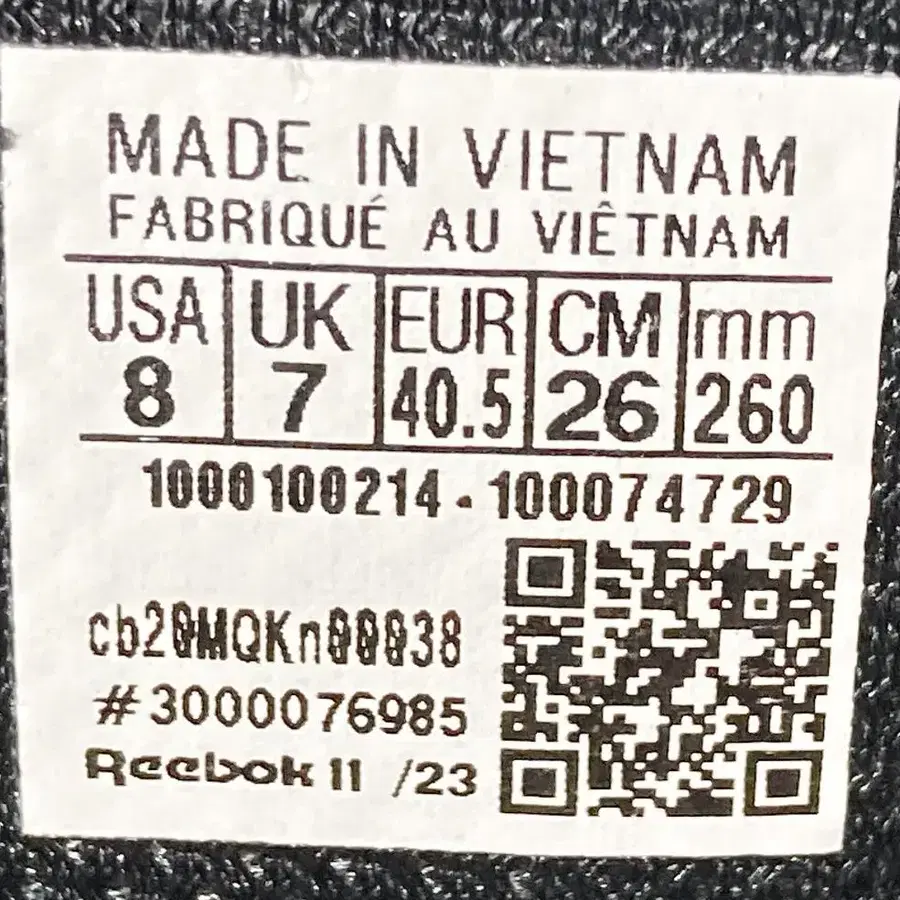 MADE IN VIETNAM
FABRIQUÉ AU VIÊTNAM
USA UK EUR CM mm
8 7 40.5 26 260
1000100214 - 100074729
cb20MQKn00038
#3000076985
Reebok 11 /23